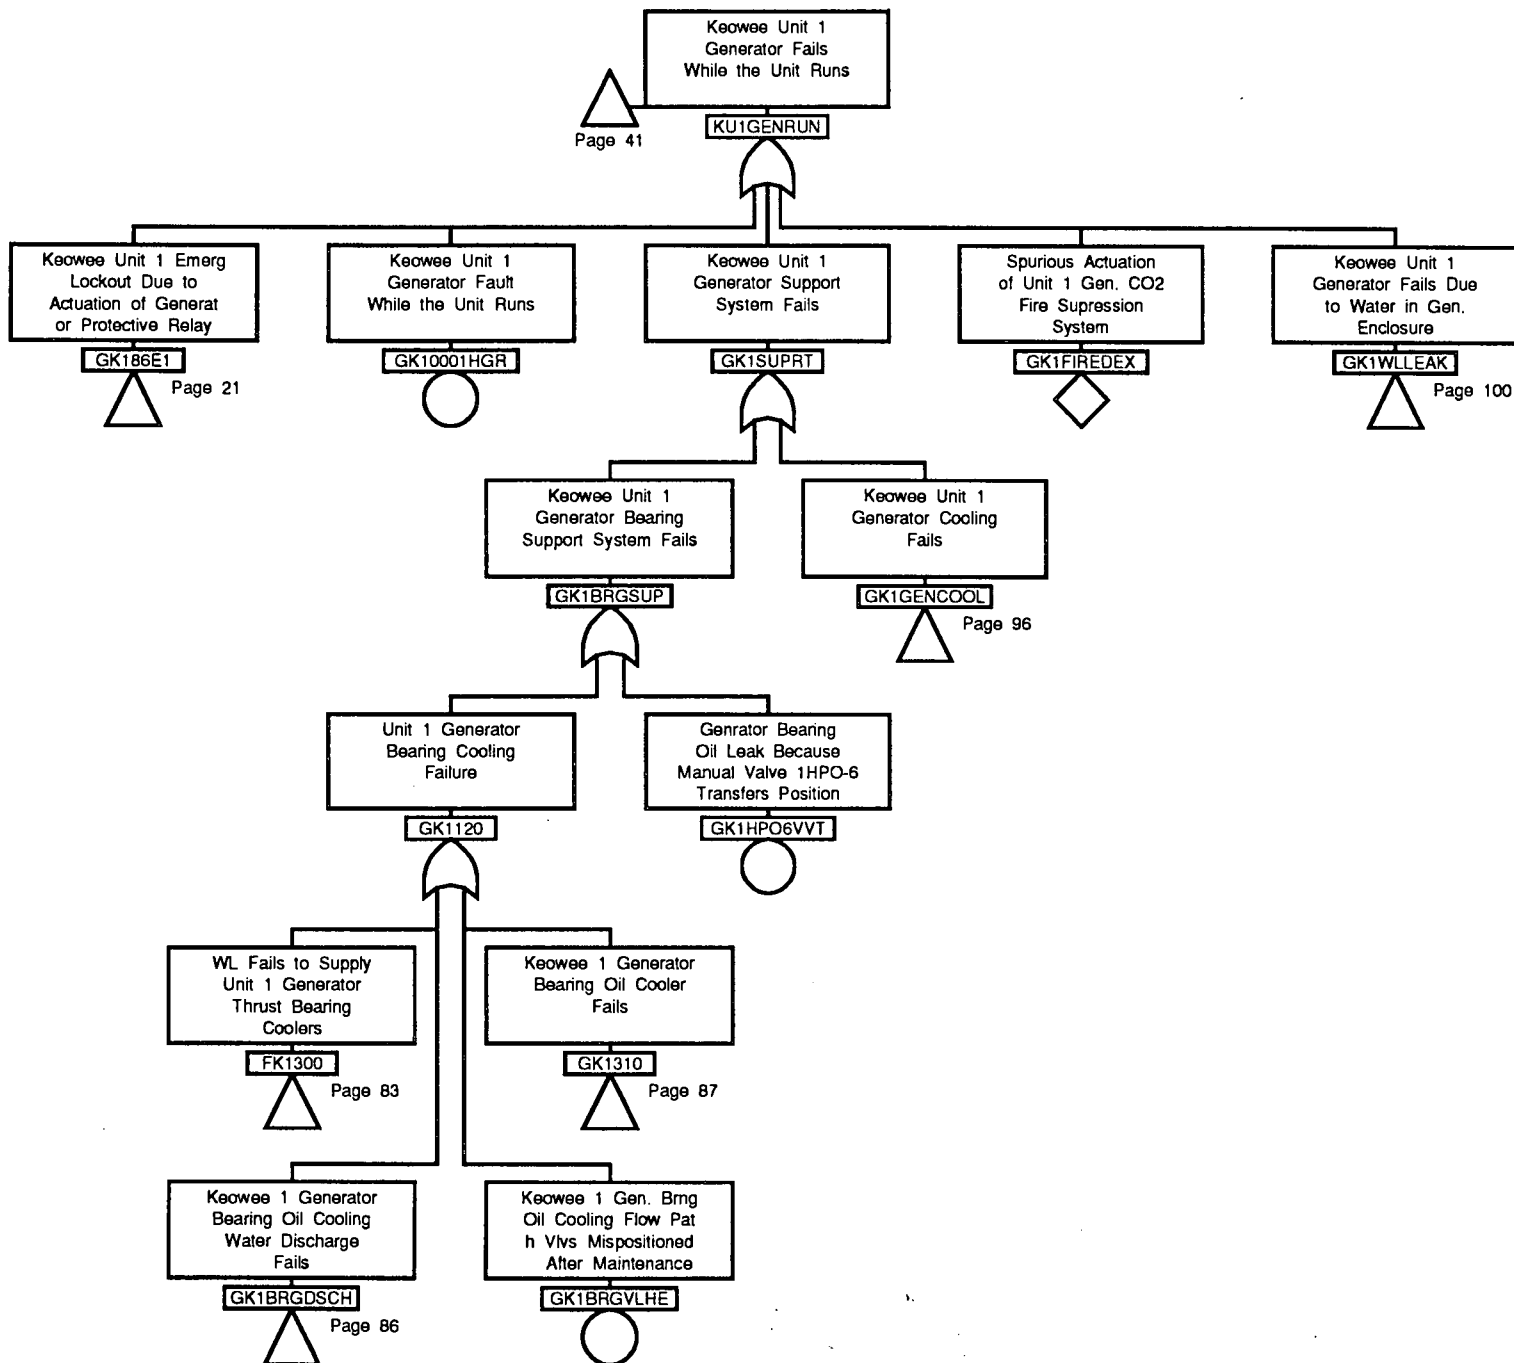 Keowee Unit 1
Generator Fails
While the Unit Runs
Page 41
KU1GENRUN
Keowee Unit 1 Emerg
Lockout Due to
Actuation of Generat
or Protective Relay
GK186E1
Page 21
Keowee Unit 1
Generator Fault
While the Unit Runs
GK10001HGR
Keowee Unit 1
Generator Support
System Fails
GK1SUPRT
Spurious Actuation
of Unit 1 Gen. CO2
Fire Supression
System
GK1FIREDEX
Keowee Unit 1
Generator Fails Due
to Water in Gen.
Enclosure
GK1WLLEAK
Page 100
Keowee Unit 1
Generator Bearing
Support System Fails
GK1BRGSUP
Keowee Unit 1
Generator Cooling
Fails
GK1GENCOOL
Page 96
Unit 1 Generator
Bearing Cooling
Failure
GK1120
Genrator Bearing
Oil Leak Because
Manual Valve 1HPO-6
Transfers Position
GK1HPO6VVT
WL Fails to Supply
Unit 1 Generator
Thrust Bearing
Coolers
FK1300
Page 83
Keowee 1 Generator
Bearing Oil Cooler
Fails
GK1310
Page 87
Keowee 1 Generator
Bearing Oil Cooling
Water Discharge
Fails
GK1BRGDSCH
Page 86
Keowee 1 Gen. Brng
Oil Cooling Flow Pat
h Vlvs Mispositioned
After Maintenance
GK1BRGVLHE